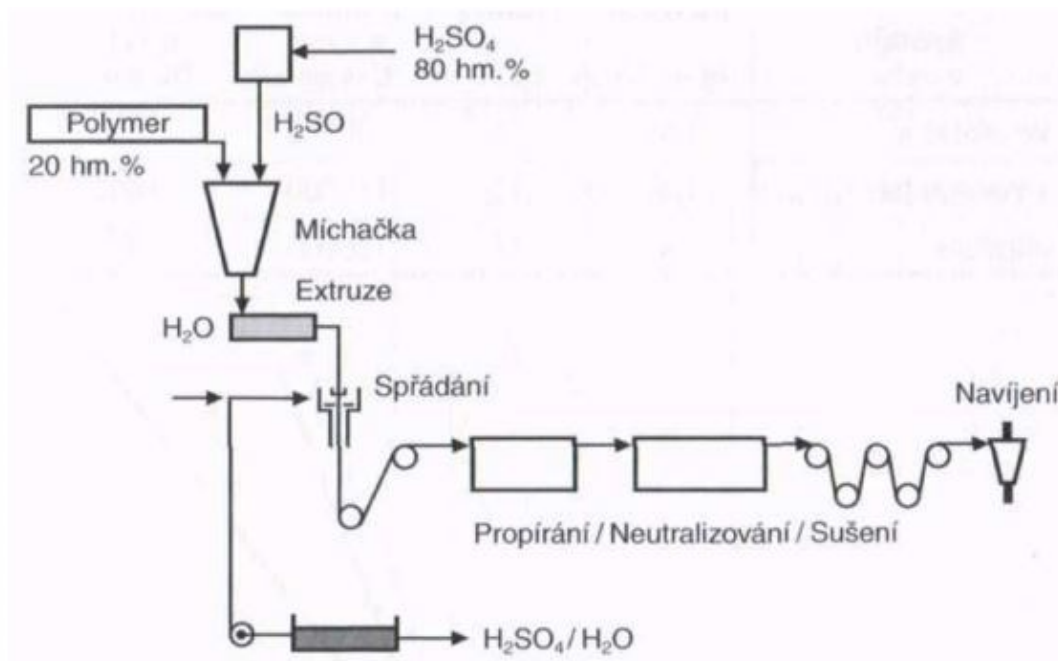 H₂SO₄
80 hm.%
H₂SO
Polymer
20 hm.%
Míchačka
Extruze
H₂O
Spřádání
Navíjení
Propírání / Neutralizování / Sušení
H₂SO₄ / H₂O